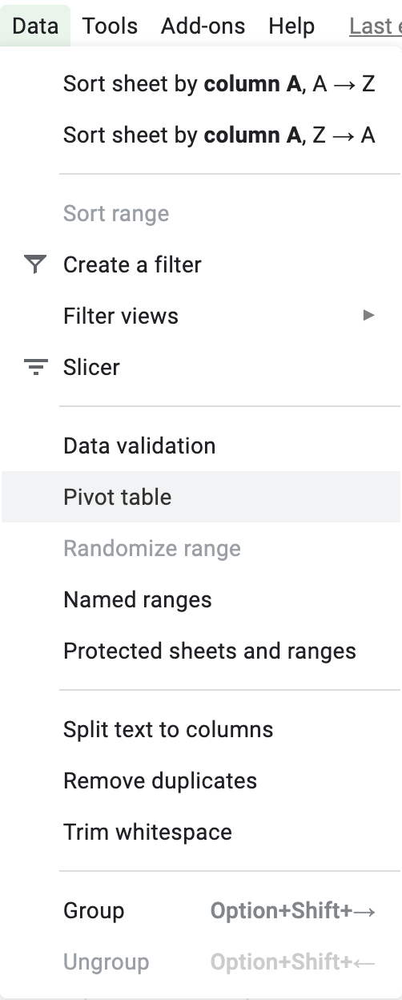 Data Tools Add-ons Help Last
Sort sheet by column A, A → Z
Sort sheet by column A, Z → A
Sort range
Create a filter
Filter views ►
Slicer
Data validation
Pivot table
Randomize range
Named ranges
Protected sheets and ranges
Split text to columns
Remove duplicates
Trim whitespace
Group Option+Shift+→
Ungroup Option+Shift+←